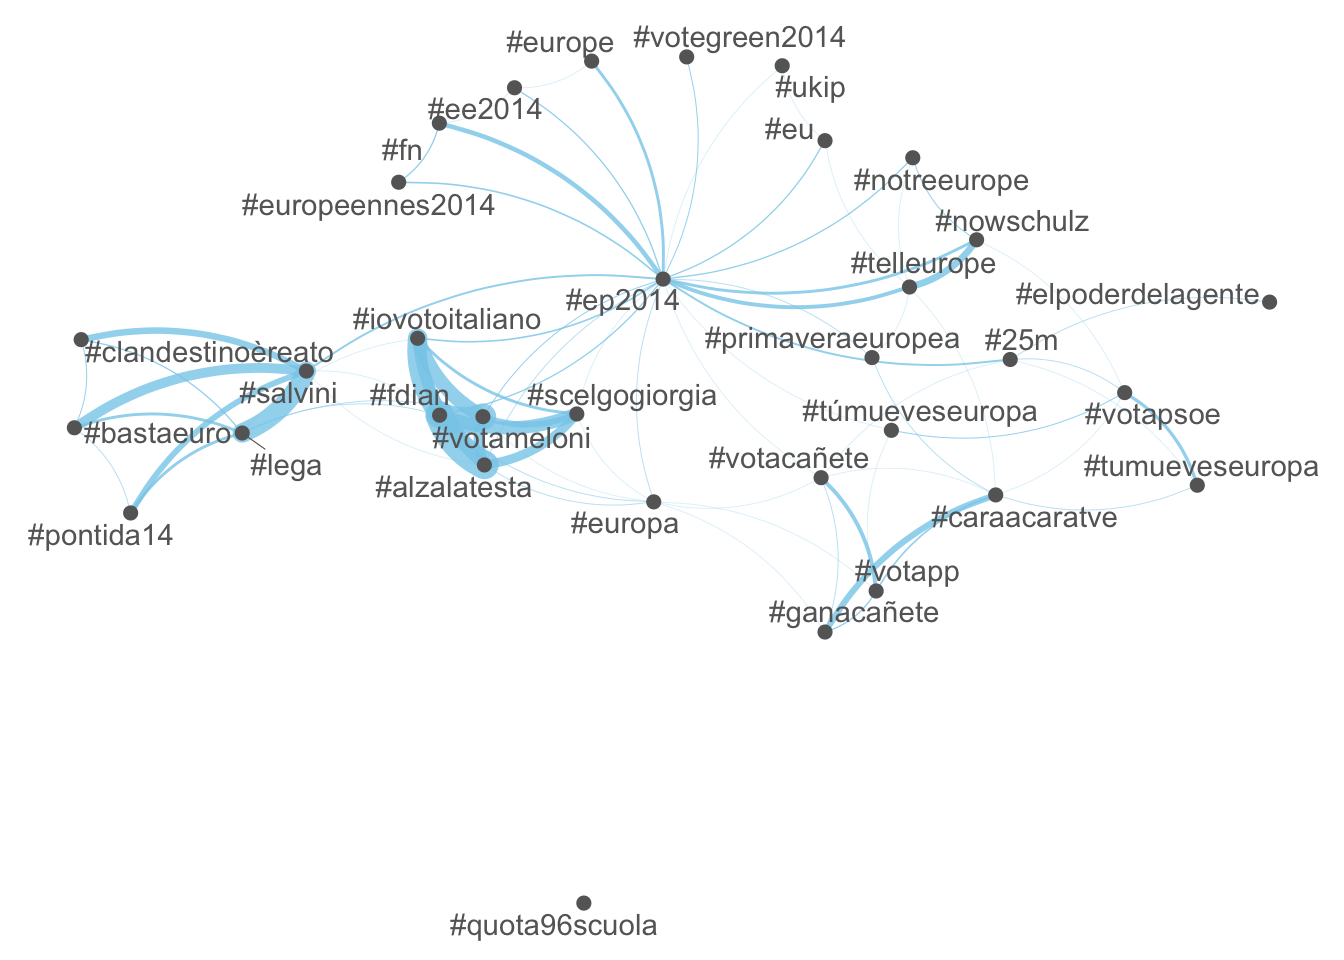 #europe
#votegreen2014
#ukip
#ee2014
#eu
#fn
#notreeurope
#europeennes2014
#nowschulz
#telleurope
#elpoderdelagente
#ep2014
#iovotoitaliano
#primaveraeuropea
#25m
#clandestinoèreato
#salvini
#fdian
#scelgogiorgia
#túmueveseuropa
#votapsoe
#bastaeuro
#votameloni
#lega
#votacañete
#tumueveseuropa
#alzalatesta
#europa
#caraacaratve
#pontida14
#votapp
#ganacañete
#quota96scuola